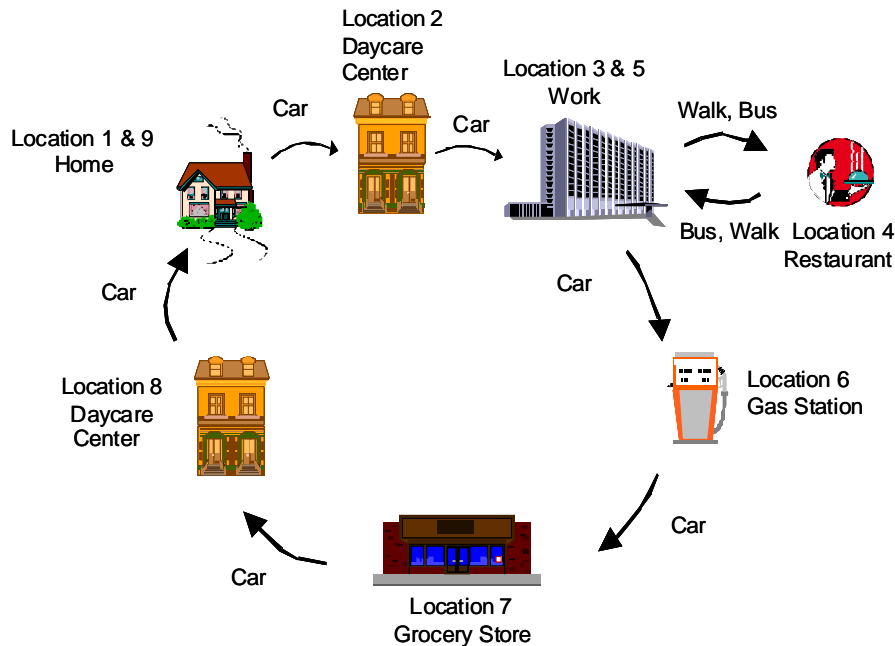 Location 2
Daycare
Center
Location 3 & 5
Work
Car
Car
Walk, Bus
Location 1 & 9
Home
Bus, Walk
Location 4
Restaurant
Car
Car
Location 8
Daycare
Center
Location 6
Gas Station
Car
Car
Location 7
Grocery Store